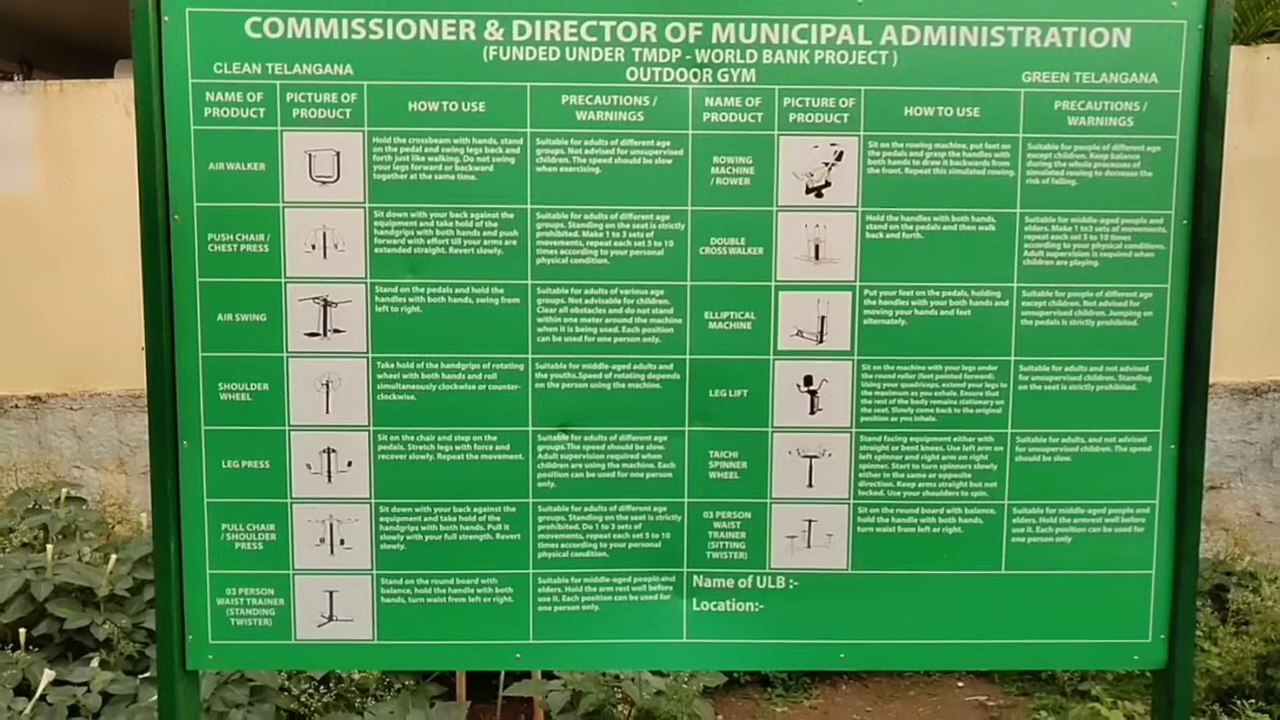 COMMISSIONER & DIRECTOR OF MUNICIPAL ADMINISTRATION
(FUNDED UNDER TMDP - WORLD BANK PROJECT )
CLEAN TELANGANA
OUTDOOR GYM
GREEN TELANGANA
NAME OF
PRODUCT
PICTURE OF
PRODUCT
HOW TO USE
PRECAUTIONS /
WARNINGS
NAME OF
PRODUCT
PICTURE OF
PRODUCT
HOW TO USE
PRECAUTIONS /
WARNINGS
AIR WALKER
Hold the crossbeam with hands, stand
on the pedal and swing legs back and
forth just like walking. Do not swing
your legs forward or backward
together at the same time.
Suitable for adults of different age
groups. Not advised for unsupervised
children. The speed should be slow
when exercising.
ROWING
MACHINE
/ ROWER
Sit on the rowing machine, put feet on
the pedals and grasp the handles with
both hands to draw it backwards from
the front. Repeat this simulated rowing.
Suitable for people of different age
except children. Keep balance
during the whole processes of
simulated rowing to decrease the
risk of falling.
PUSH CHAIR /
CHEST PRESS
Sit down with your back against the
equipment and take hold of the
handgrips with both hands and push
forward with effort till your arms are
extended straight. Revert slowly.
Suitable for adults of different age
groups. Standing on the seat is strictly
prohibited. Make 1 to 3 sets of
movements, repeat each set 5 to 10
times according to your personal
physical condition.
DOUBLE
CROSS WALKER
Hold the handles with both hands,
stand on the pedals and then walk
back and forth.
Suitable for middle-aged people and
elders. Make 1 to3 sets of movements,
repeat each set 5 to 10 times
according to your physical conditions.
Adult supervision is required when
children are playing.
AIR SWING
Stand on the pedals and hold the
handles with both hands, swing from
left to right.
Suitable for adults of various age
groups. Not advisable for children.
Clear all obstacles and do not stand
within one meter around the machine
when it is being used. Each position
can be used for one person only.
ELLIPTICAL
MACHINE
Put your feet on the pedals, holding
the handles with your both hands and
moving your hands and feet
alternately.
Suitable for people of different age
except children. Not advised for
unsupervised children. Jumping on
the pedals is strictly prohibited.
SHOULDER
WHEEL
Take hold of the handgrips of rotating
wheel with both hands and roll
simultaneously clockwise or counter-
clockwise.
Suitable for middle-aged adults and
the youths.Speed of rotating depends
on the person using the machine.
LEG LIFT
Sit on the machine with your legs under
the round roller (feet pointed forward).
Using your quadriceps, extend your legs to
the maximum as you exhale. Ensure that
the rest of the body remains stationary on
the seat. Slowly come back to the original
position as you inhale.
Suitable for adults and not advised
for unsupervised children. Standing
on the seat is strictly prohibited.
LEG PRESS
Sit on the chair and step on the
pedals. Stretch legs with force and
recover slowly. Repeat the movement.
Suitable for adults of different age
groups.The speed should be slow.
Adult supervision required when
children are using the machine. Each
position can be used for one person
only.
TAICHI
SPINNER
WHEEL
Stand facing equipment either with
straight or bent knees. Use left arm on
left spinner and right arm on right
spinner. Start to turn spinners slowly
either in the same or opposite
direction. Keep arms straight but not
locked. Use your shoulders to spin.
Suitable for adults, and not advised
for unsupervised children. The speed
should be slow.
PULL CHAIR
/ SHOULDER
PRESS
Sit down with your back against the
equipment and take hold of the
handgrips with both hands. Pull it
slowly with your full strength. Revert
slowly.
Suitable for adults of different age
groups. Standing on the seat is strictly
prohibited. Do 1 to 3 sets of
movements, repeat each set 5 to 10
times according to your personal
physical condition.
03 PERSON
WAIST
TRAINER
(SITTING
TWISTER)
Sit on the round board with balance,
hold the handle with both hands,
turn waist from left or right.
Suitable for middle people and
elders. Hold the armrest well before
use it. Each position can be used for
one person only
03 PERSON
WAIST TRAINER
(STANDING
TWISTER)
Stand on the round board with
balance, hold the handle with both
hands, turn waist from left or right.
Suitable for middle-aged people and
elders. Hold the arm rest well before
use it. Each position can be used for
one person only.
Name of ULB :-
Location:-